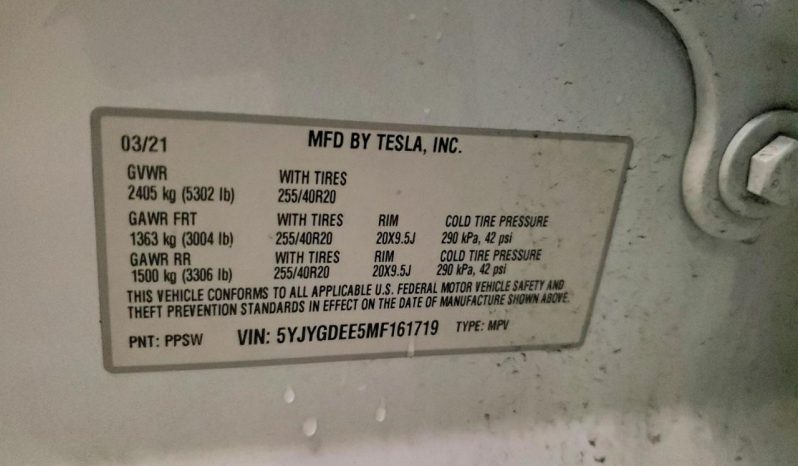 03/21 MFD BY TESLA, INC.
GVWR WITH TIRES
2405 kg (5302 lb) 255/40R20
GAWR FRT WITH TIRES RIM COLD TIRE PRESSURE
1363 kg (3004 lb) 255/40R20 20X9.5J 290 kPa, 42 psi
GAWR RR WITH TIRES RIM COLD TIRE PRESSURE
1500 kg (3306 lb) 255/40R20 20X9.5J 290 kPa, 42 psi
THIS VEHICLE CONFORMS TO ALL APPLICABLE U.S. FEDERAL MOTOR VEHICLE SAFETY AND
THEFT PREVENTION STANDARDS IN EFFECT ON THE DATE OF MANUFACTURE SHOWN ABOVE.
PNT: PPSW VIN: 5YJYGDEE5MF161719 TYPE: MPV